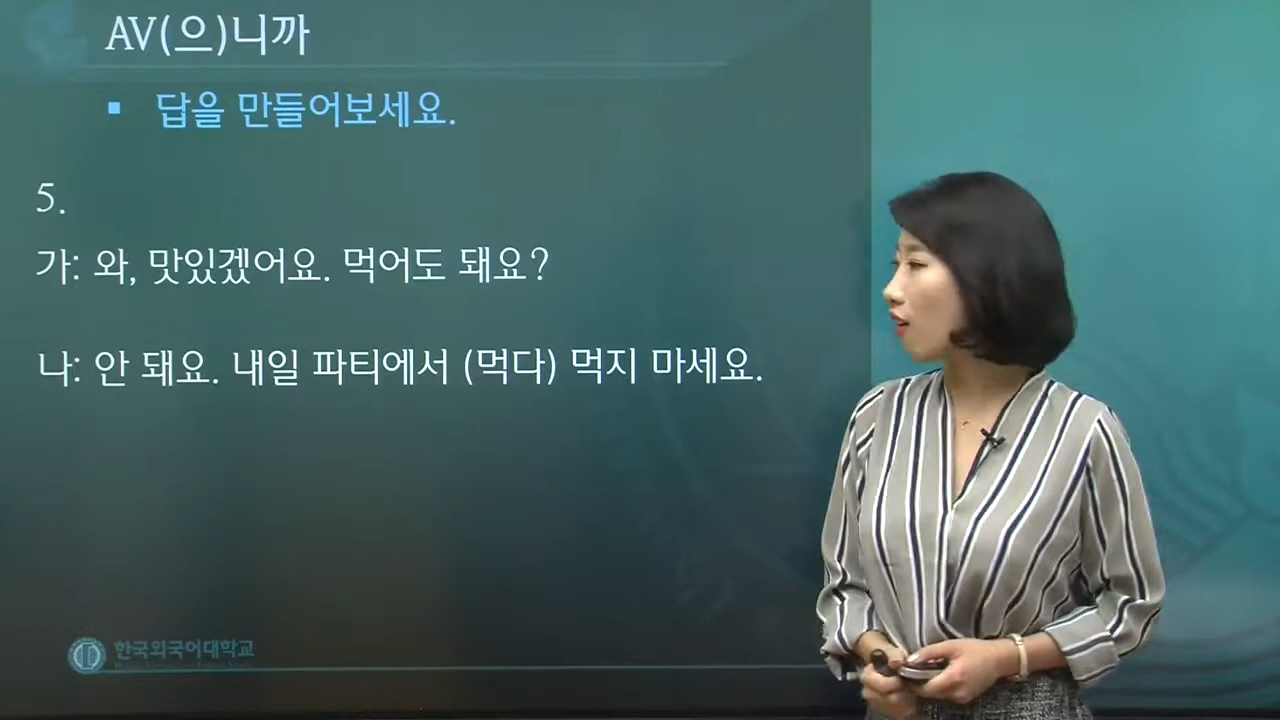 AV(으)니까
▪ 답을 만들어보세요.
5.
가: 와, 맛있겠어요. 먹어도 돼요?
나: 안 돼요. 내일 파티에서 (먹다) 먹지 마세요.
한국외국어대학교